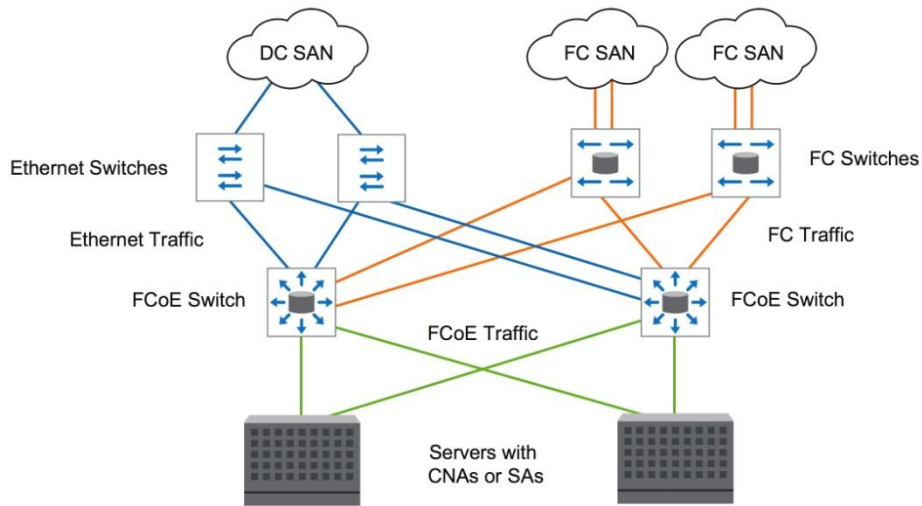 DC SAN
FC SAN
FC SAN
Ethernet Switches
FC Switches
Ethernet Traffic
FC Traffic
FCoE Switch
FCoE Switch
FCoE Traffic
Servers with
CNAs or SAs